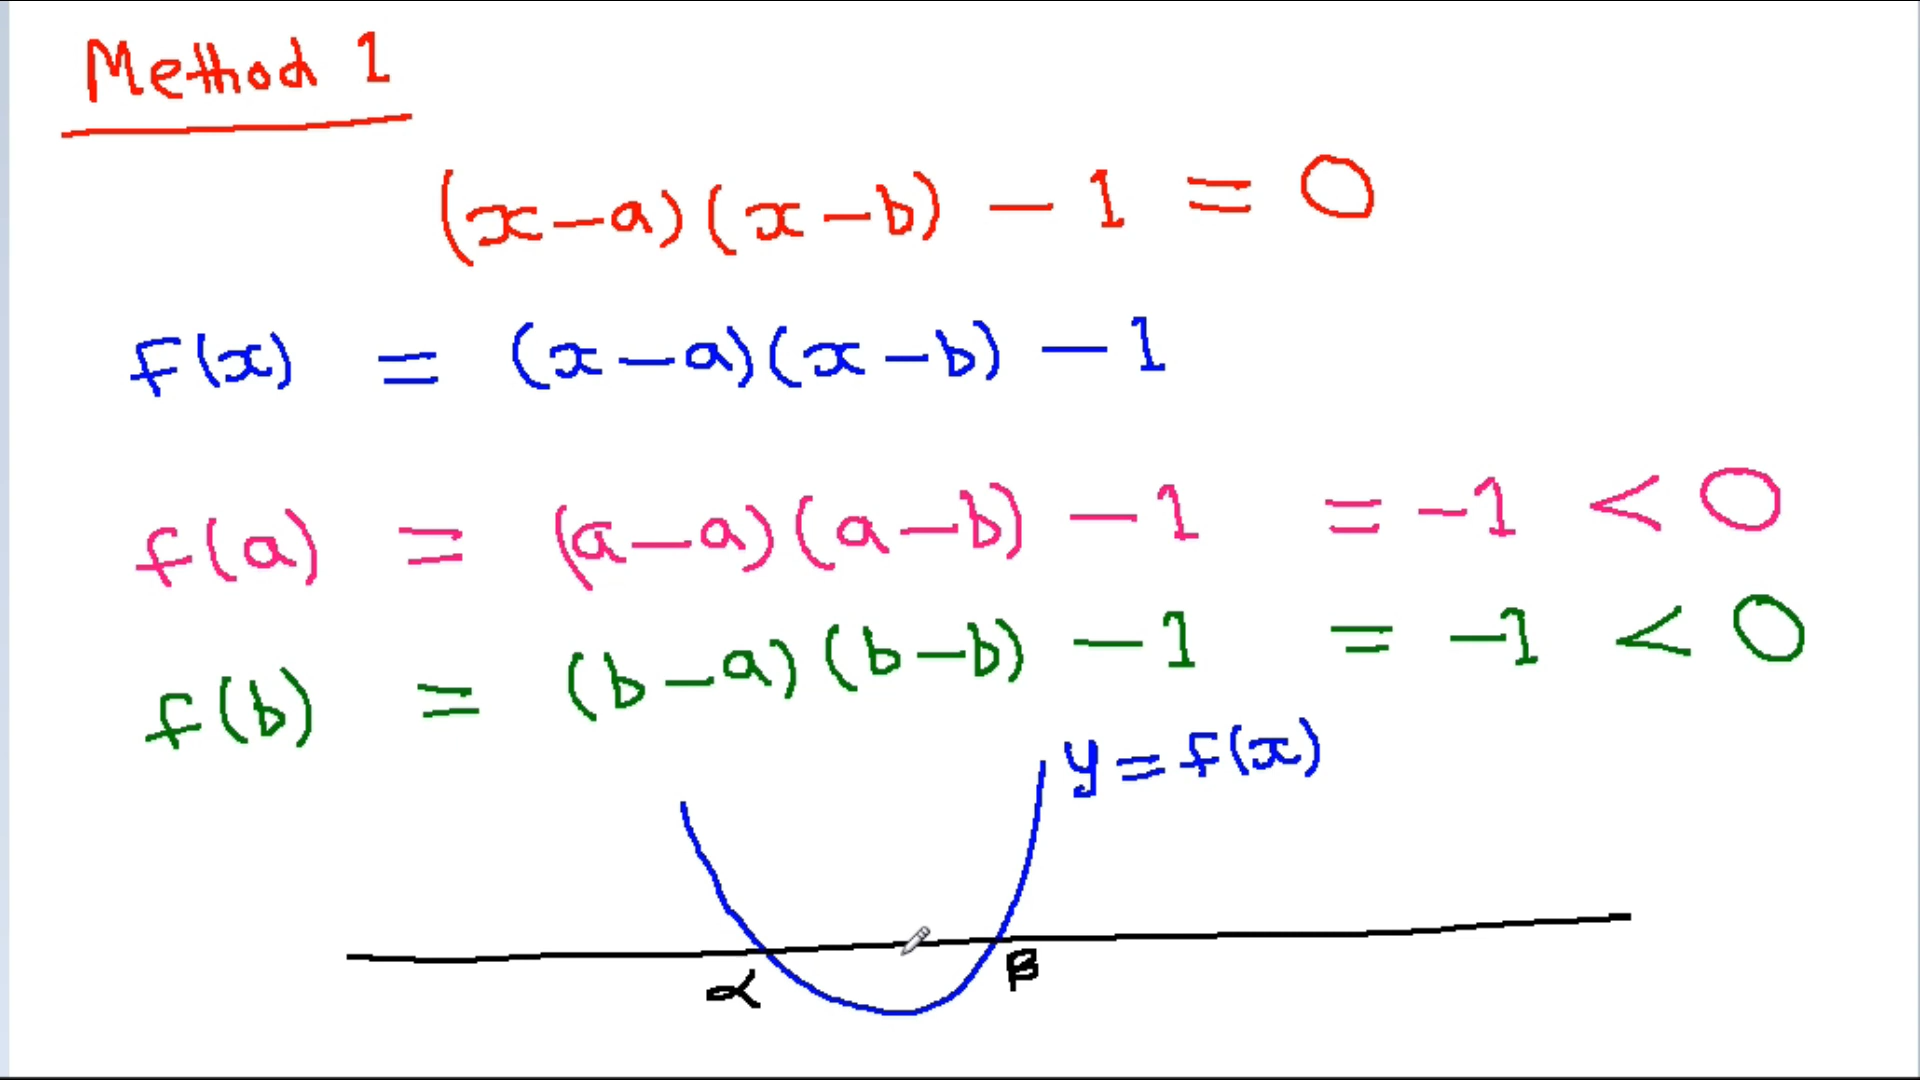 Method 1
(x-a)(x-b) - 1 = 0
f(x) = (x-a)(x-b) - 1
f(a) = (a-a)(a-b) - 1 = -1 < 0
f(b) = (b-a)(b-b) - 1 = -1 < 0
y = f(x)
α β